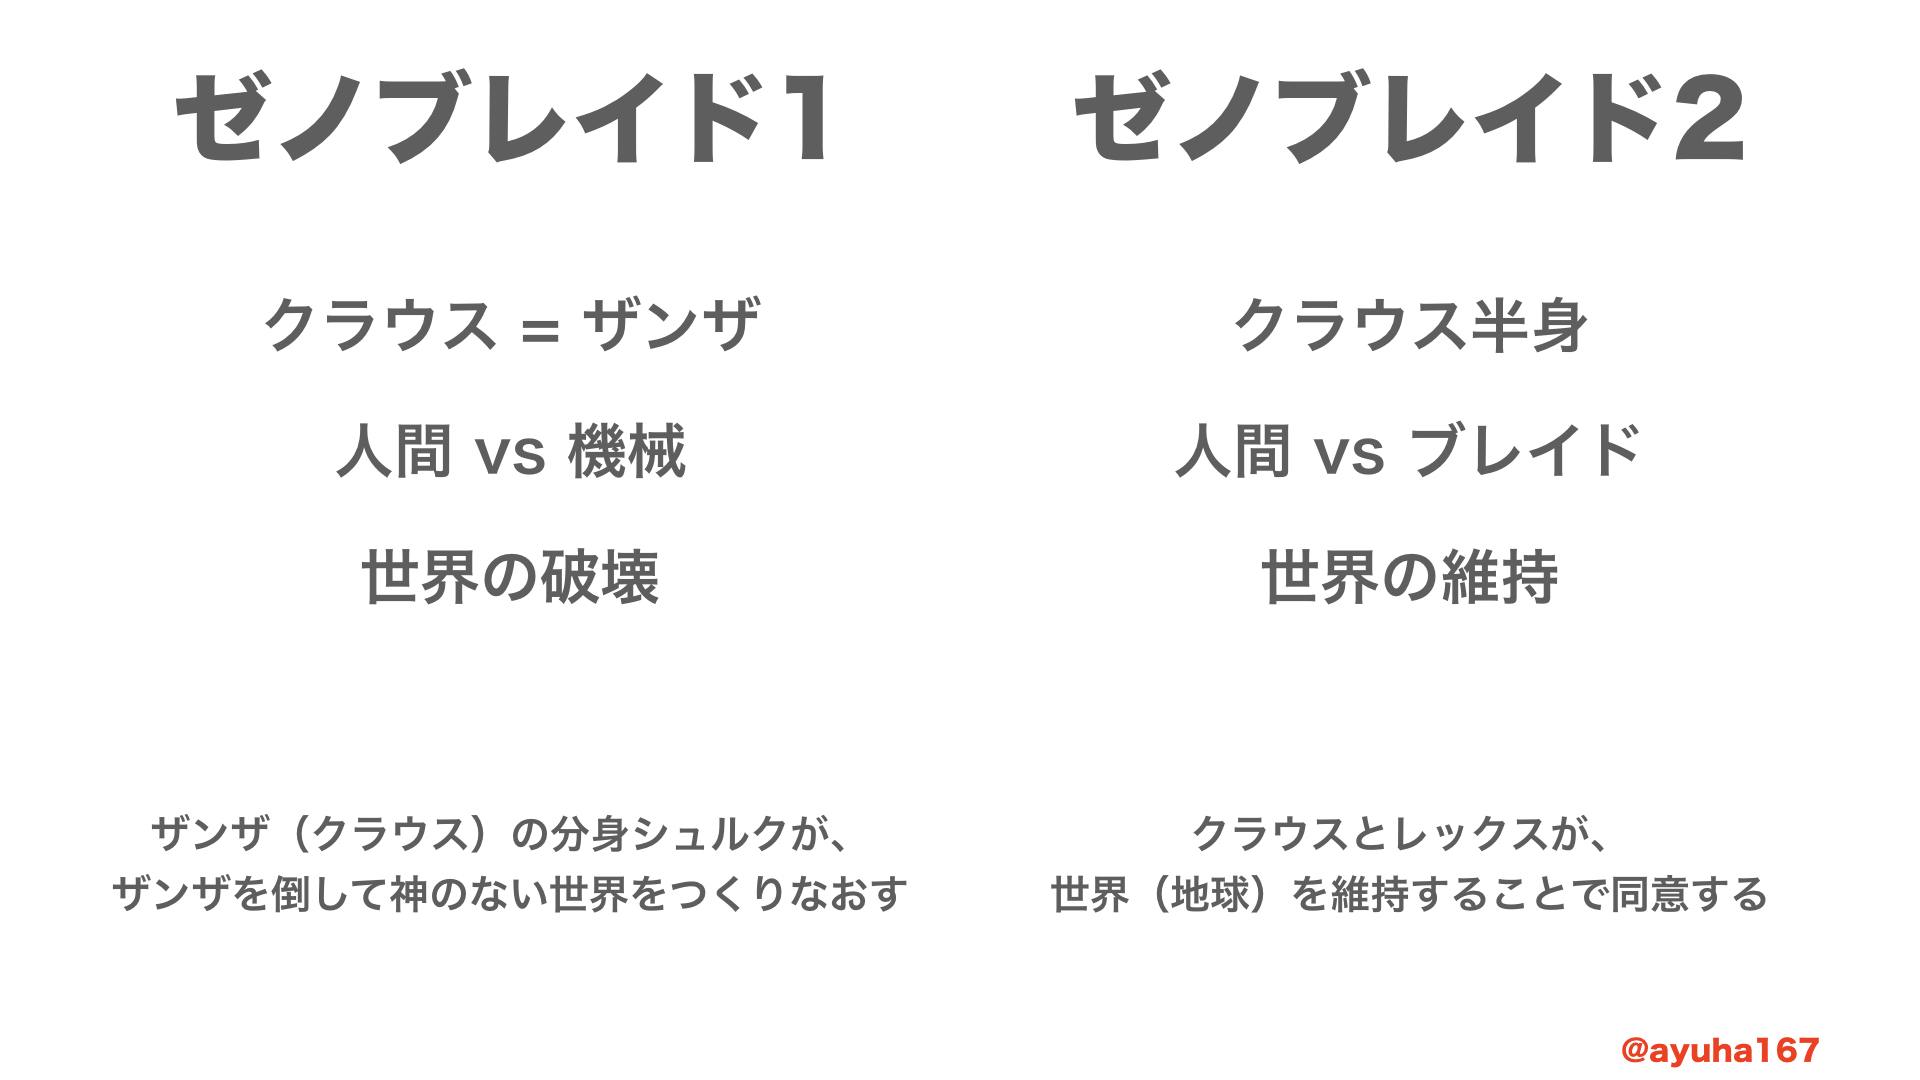 ゼノブレイド1
クラウス = ザンザ
人間 vs 機械
世界の破壊
ザンザ（クラウス）の分身シュルクが、
ザンザを倒して神のない世界をつくりなおす
ゼノブレイド2
クラウス半身
人間 vs ブレイド
世界の維持
クラウスとレックスが、
世界（地球）を維持することで同意する
@ayuha167